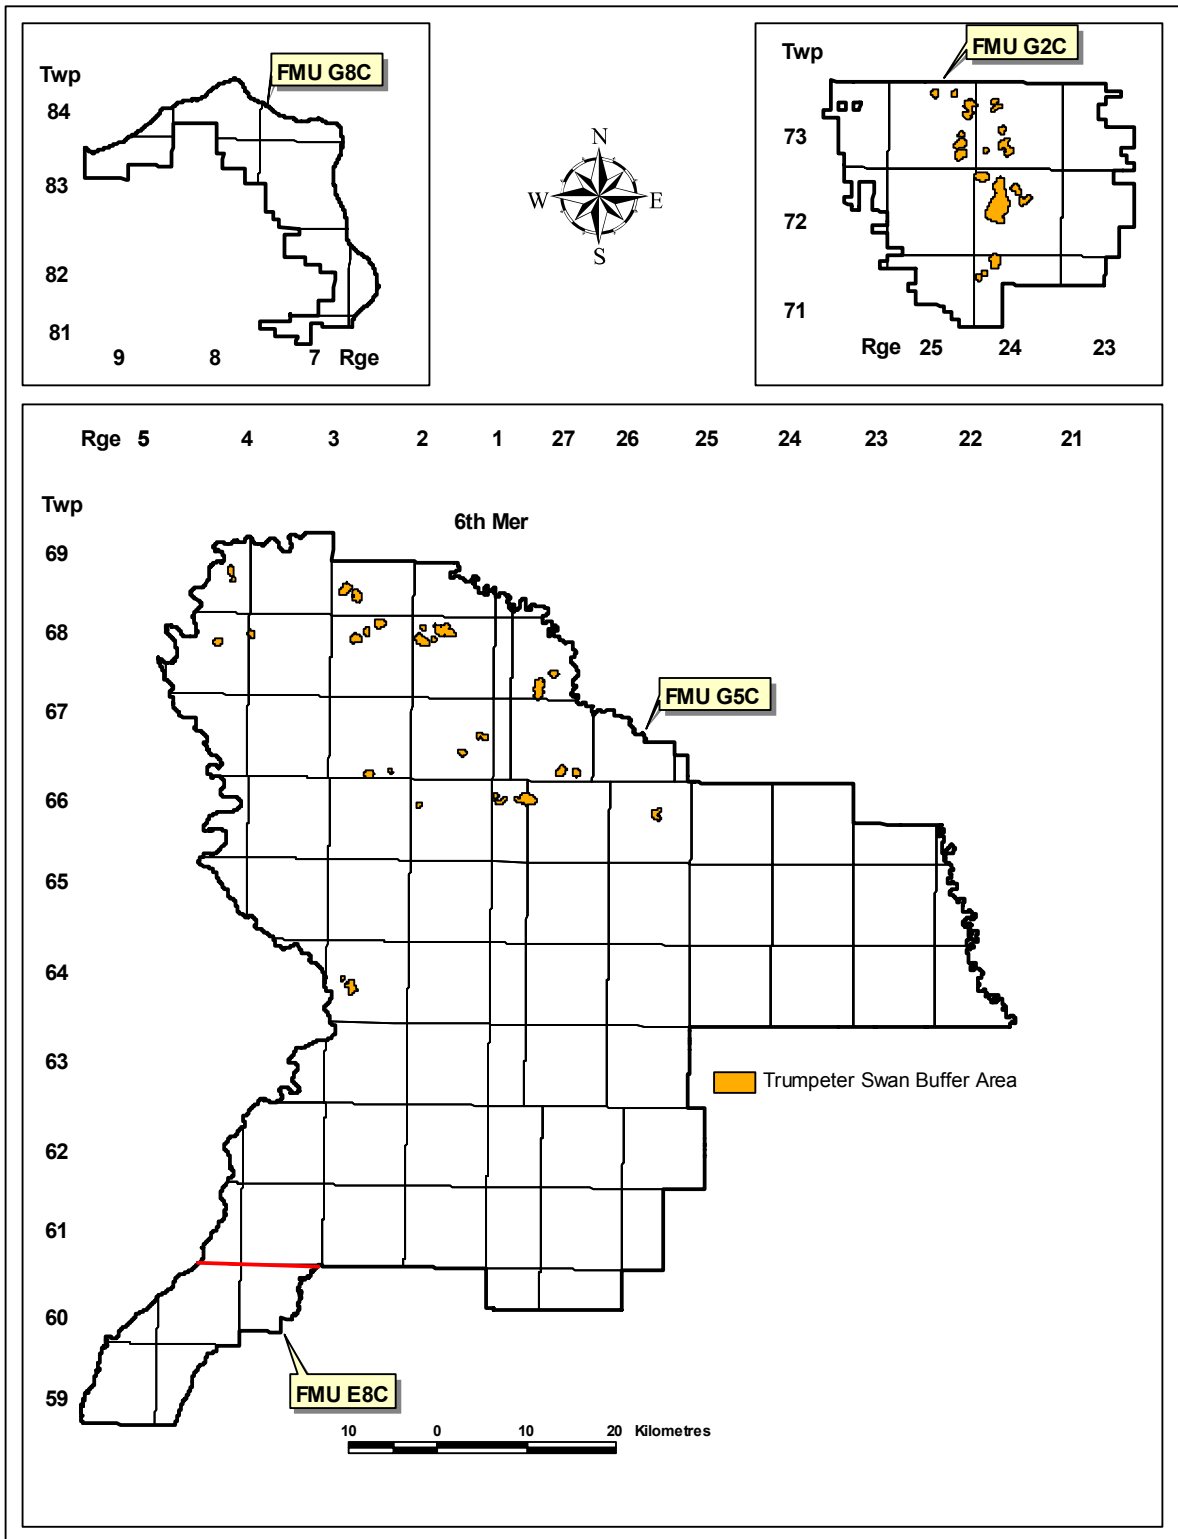 FMU G8C
Twp
84
83
82
81
9 8 7 Rge
N
W E
S
FMU G2C
Twp
73
72
71
Rge 25 24 23
Rge 5 4 3 2 1 27 26 25 24 23 22 21
Twp
6th Mer
69
68
67
FMU G5C
66
65
64
63
Trumpeter Swan Buffer Area
62
61
60
FMU E8C
59
10 0 10 20 Kilometres